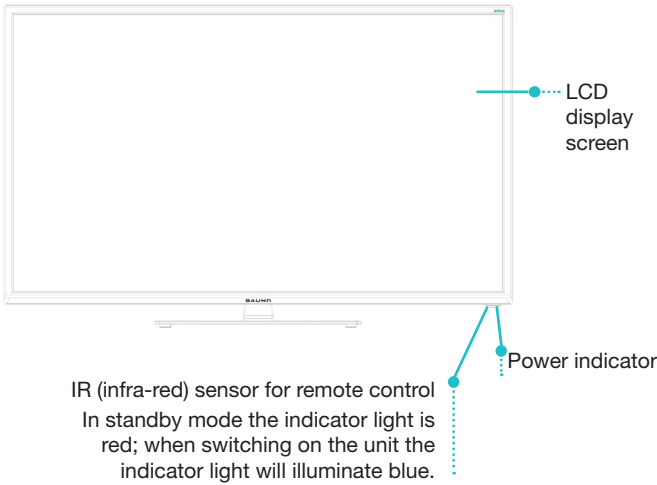 LCD
display
screen
BAUHN
Power indicator
IR (infra-red) sensor for remote control
In standby mode the indicator light is
red; when switching on the unit the
indicator light will illuminate blue.